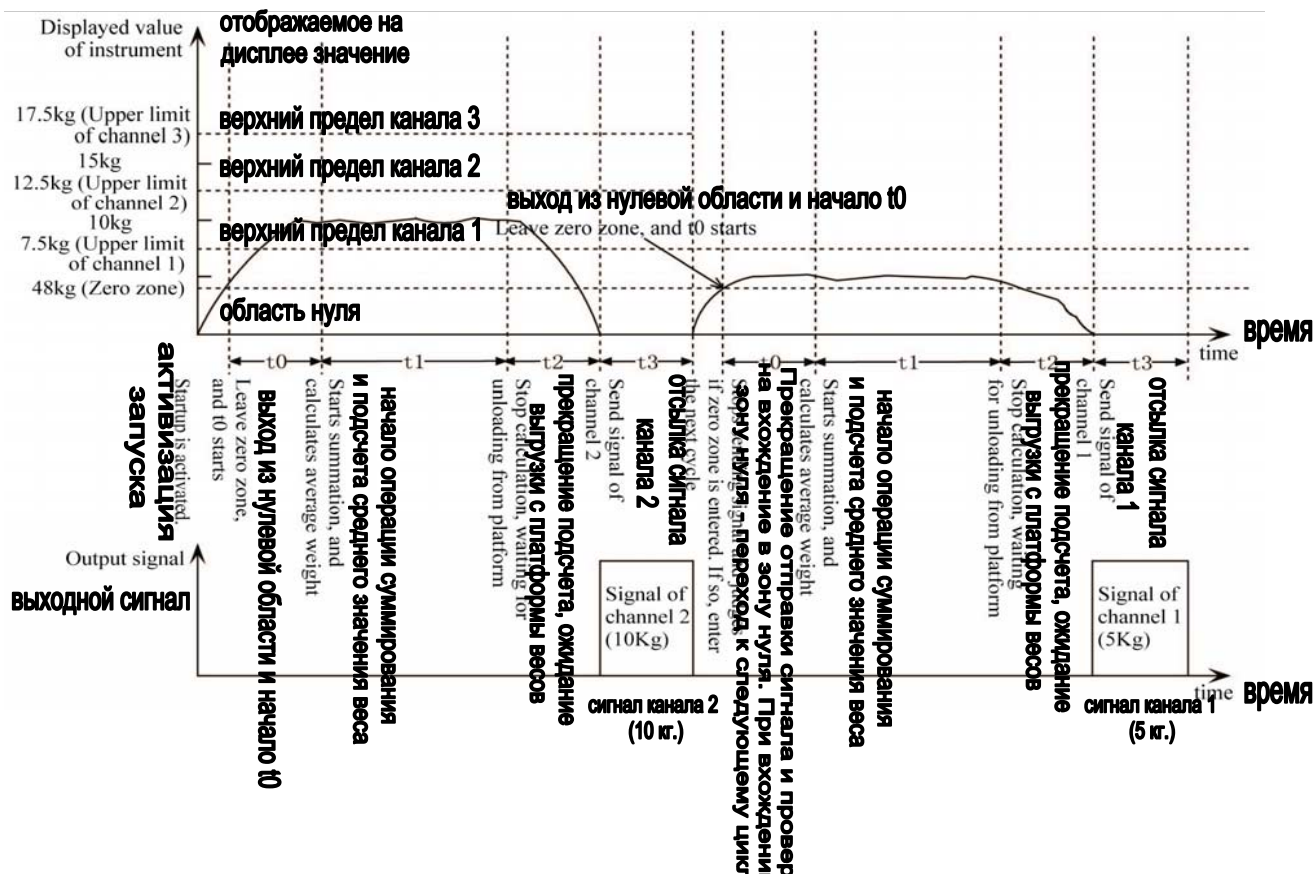 Displayed value
of instrument
отображаемое на
дисплее значение
17.5kg (Upper limit
of channel 3)
верхний предел канала 3
15kg
12.5kg (Upper limit
of channel 2)
верхний предел канала 2
10kg
7.5kg (Upper limit
of channel 1)
верхний предел канала 1
48kg (Zero zone)
область нуля
выход из нулевой области и начало t0
Leave zero zone, and t0 starts
время
time
t0
t1
t2
t3
t0
t1
t2
t3
активизация
запуска
Startup is activated.
Leave zero zone,
and t0 starts
выход из нулевой области и начало t0
Starts summation, and
calculates average weight
начало операции суммирования
и подсчета среднего значения веса
Stop calculation, waiting for
unloading from platform
прекращение подсчета, ожидание
выгрузки с платформы весов
Send signal of
channel 2
отсылка сигнала
канала 2
if zero zone is entered. If so, enter
the next cycle
Прекращение отправки сигнала и провер
на вхождение в зону нуля. При вхождени
зону нуля - переход к следующему цикл
Starts summation, and
calculates average weight
начало операции суммирования
и подсчета среднего значения веса
Stop calculation, waiting
for unloading from platform
прекращение подсчета, ожидание
выгрузки с платформы весов
Send signal of
channel 1
отсылка сигнала
канала 1
Output signal
выходной сигнал
Signal of
channel 2
(10Kg)
Signal of
channel 1
(5Kg)
сигнал канала 2
(10 кг.)
сигнал канала 1
(5 кг.)
time
время